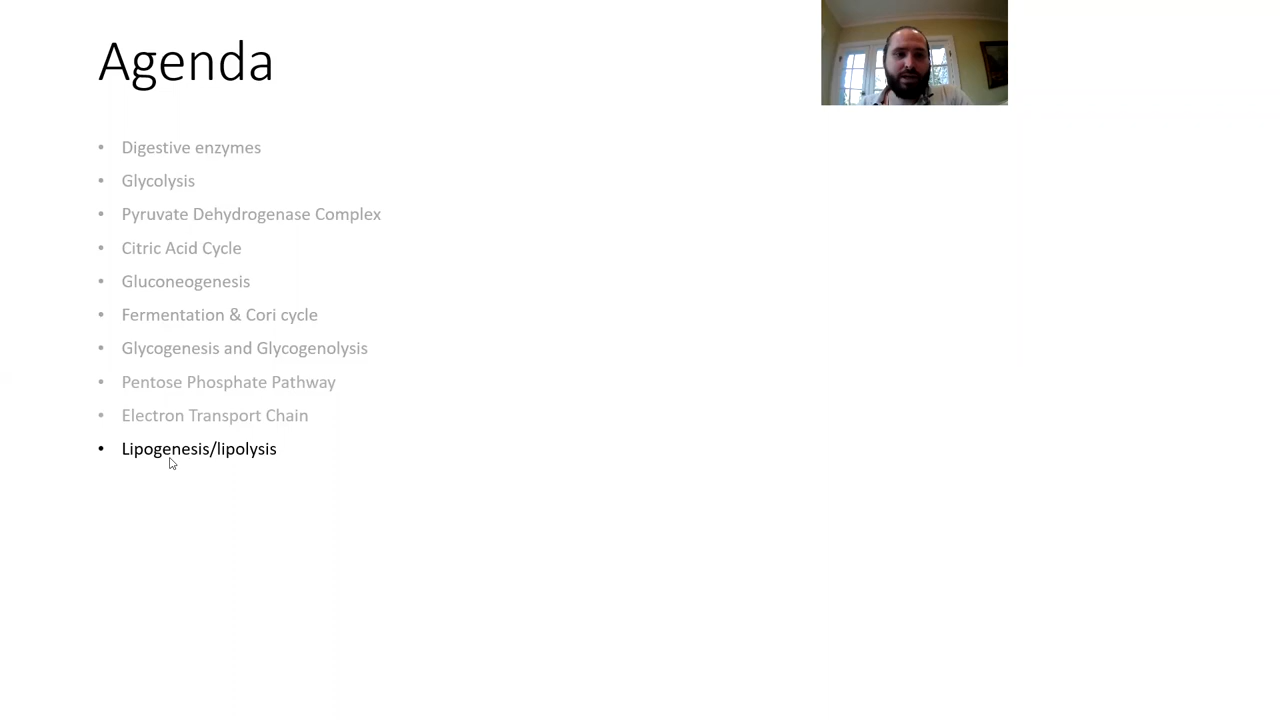 Agenda
• Digestive enzymes
• Glycolysis
• Pyruvate Dehydrogenase Complex
• Citric Acid Cycle
• Gluconeogenesis
• Fermentation & Cori cycle
• Glycogenesis and Glycogenolysis
• Pentose Phosphate Pathway
• Electron Transport Chain
• Lipogenesis/lipolysis